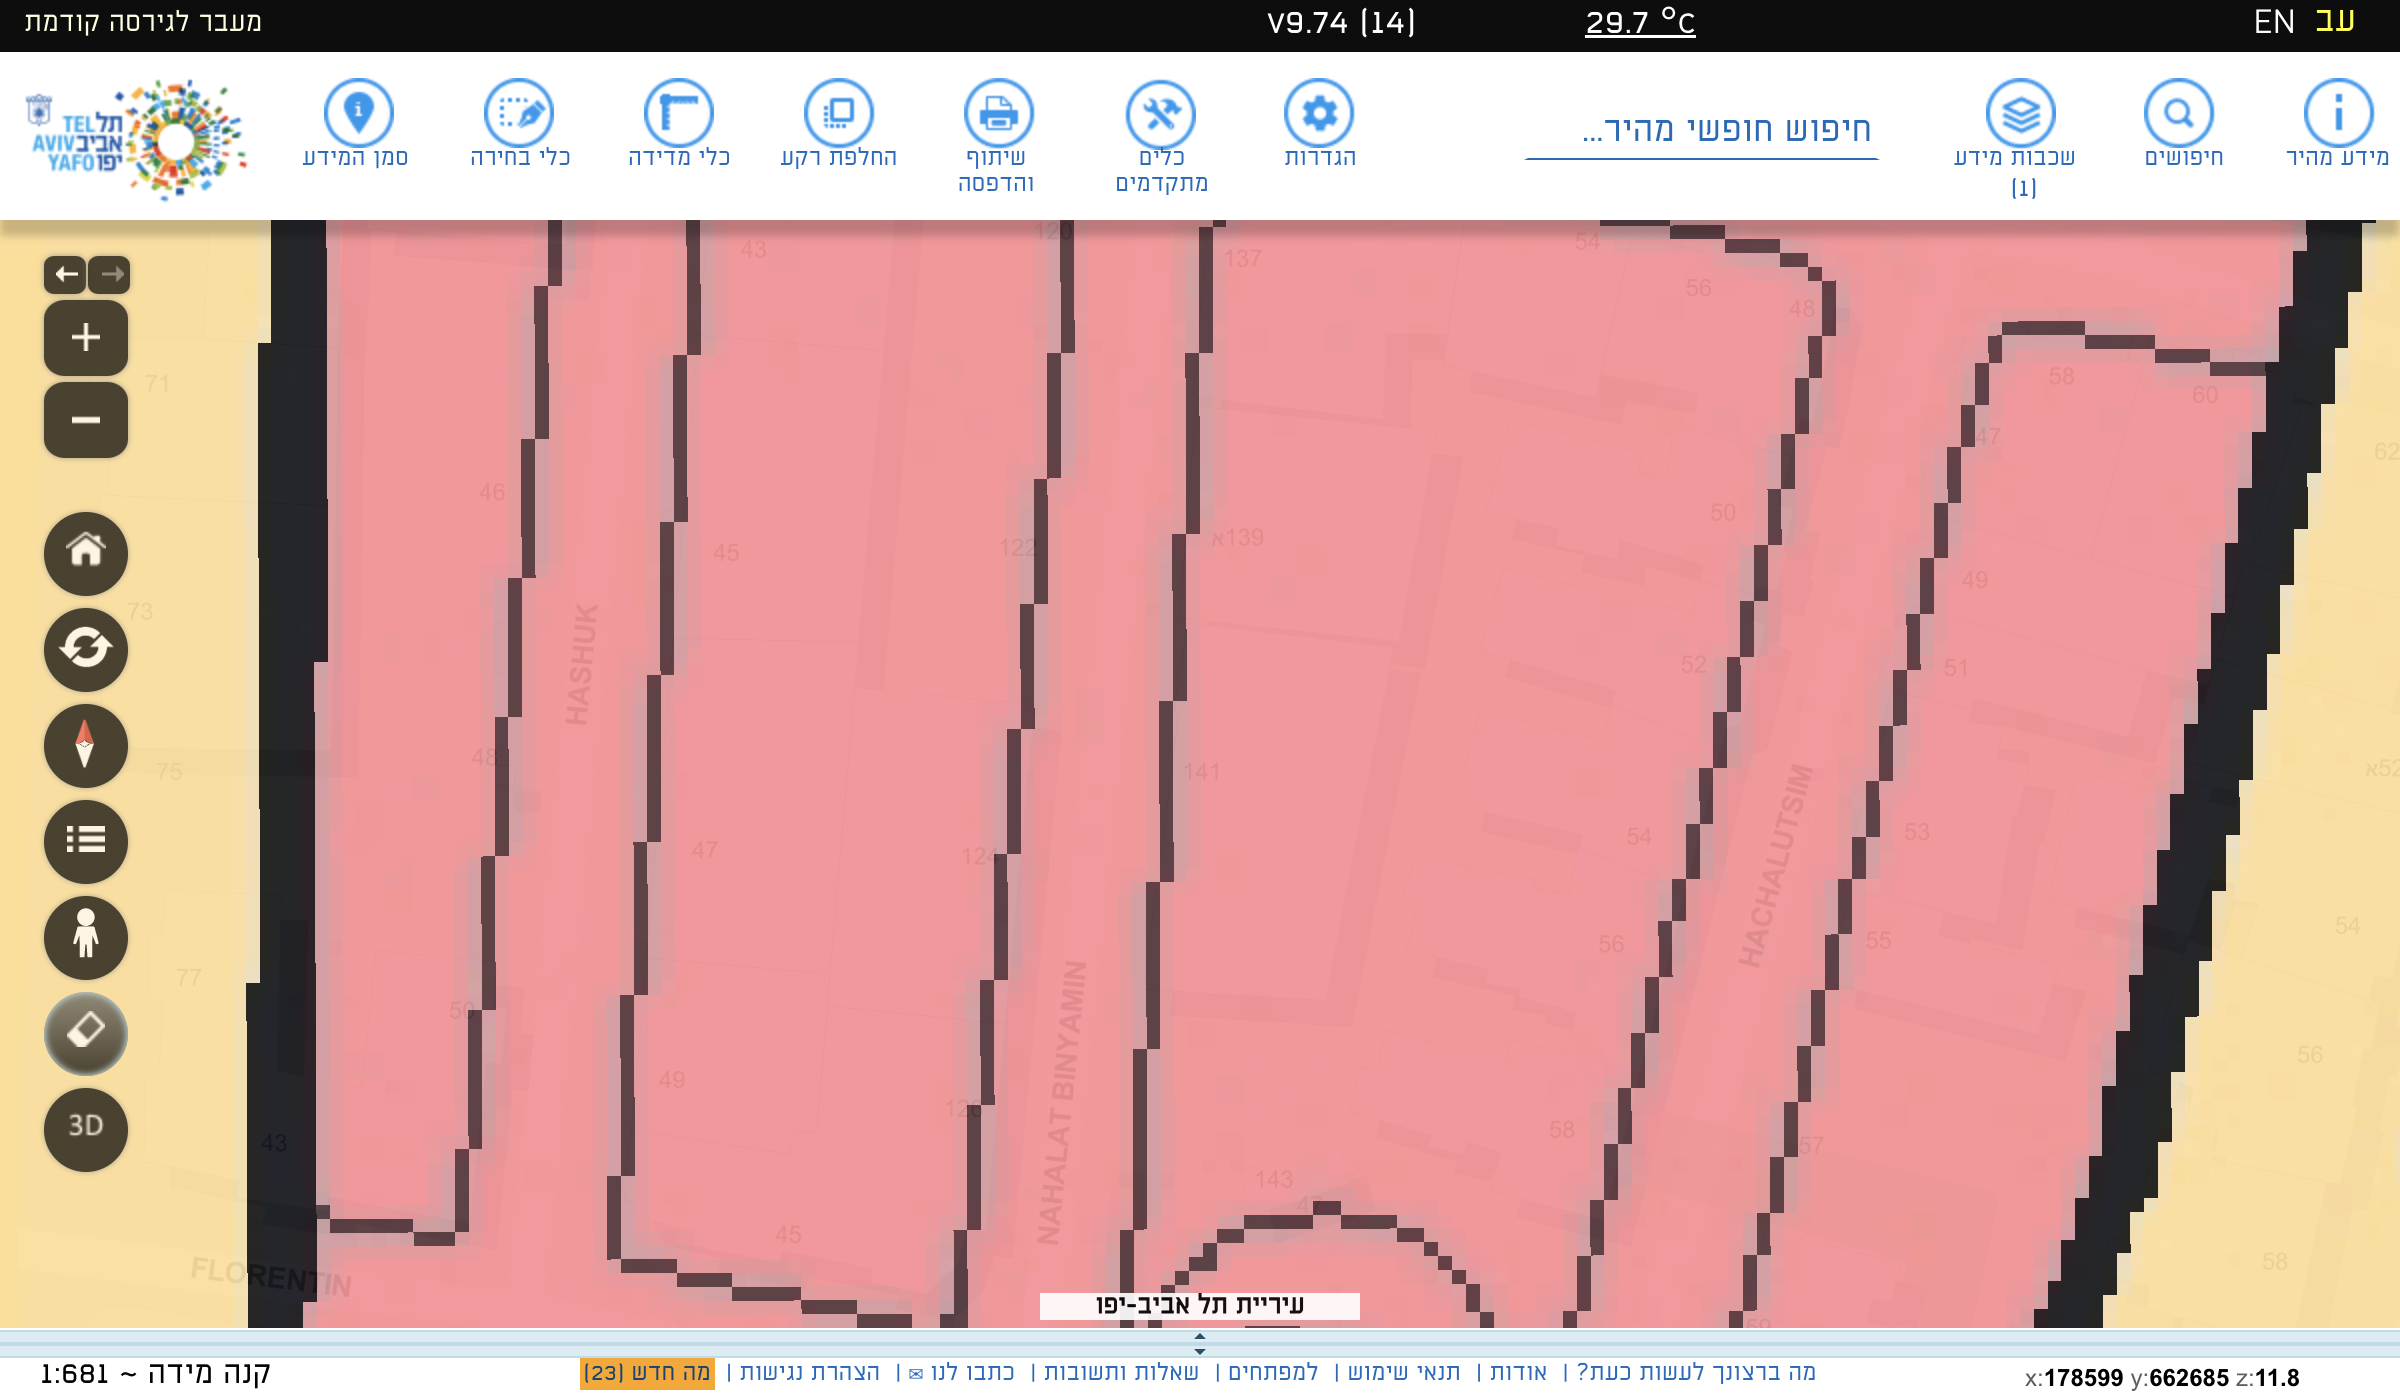 עב EN
29.7 °C
V9.74 (14)
מעבר לגירסה קודמת
מידע מהיר
חיפושים
שכבות מידע
(1)
חיפוש חופשי מהיר...
הגדרות
כלים
מתקדמים
שיתוף
והדפסה
החלפת רקע
כלי מדידה
כלי בחירה
סמן המידע
TEL תל
AVIV אביב
YAFO יפו
43
120
137
54
56
48
58
60
71
47
62
46
50
א139
122
45
49
73
HASHUK
52
51
48
75
141
א52
HACHALUTSIM
54
53
47
124
56
55
54
77
50
NAHALAT BINYAMIN
56
49
126
58
57
43
143
47
45
58
FLORENTIN
59
3D
עיריית תל אביב-יפו
מה ברצונך לעשות כעת? | אודות | תנאי שימוש | למפתחים | שאלות ותשובות | כתבו לנו ✉ | הצהרת נגישות | מה חדש (23)
קנה מידה ~ 1:681
x:178599 y:662685 z:11.8